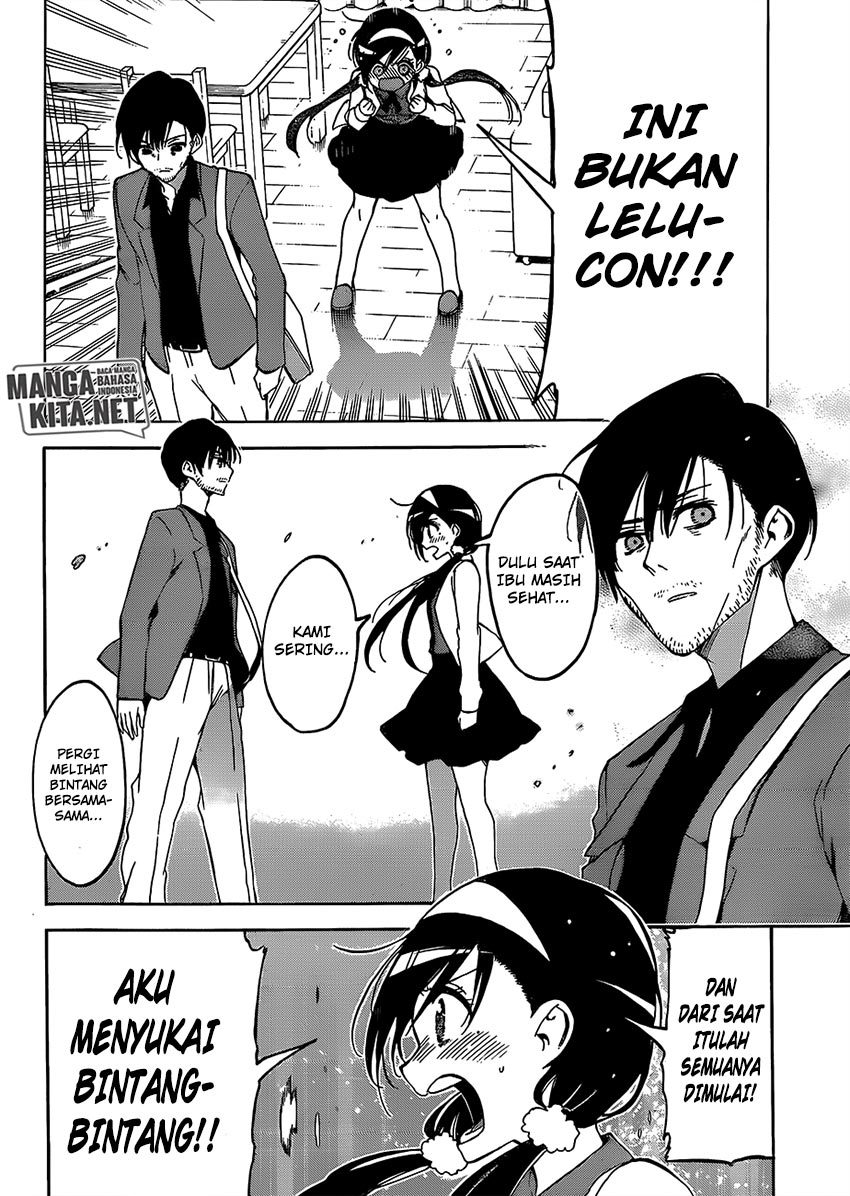 INI
BUKAN
LELU-
CON!!!
MANGA
KITA.NET
BACA MANGA
BAHASA
INDONESIA
DULU SAAT
IBU MASIH
SEHAT...
KAMI
SERING...
PERGI
MELIHAT
BINTANG
BERSAMA-
SAMA...
DAN
DARI SAAT
ITULAH
SEMUANYA
DIMULAI!
AKU
MENYUKAI
BINTANG-
BINTANG!!